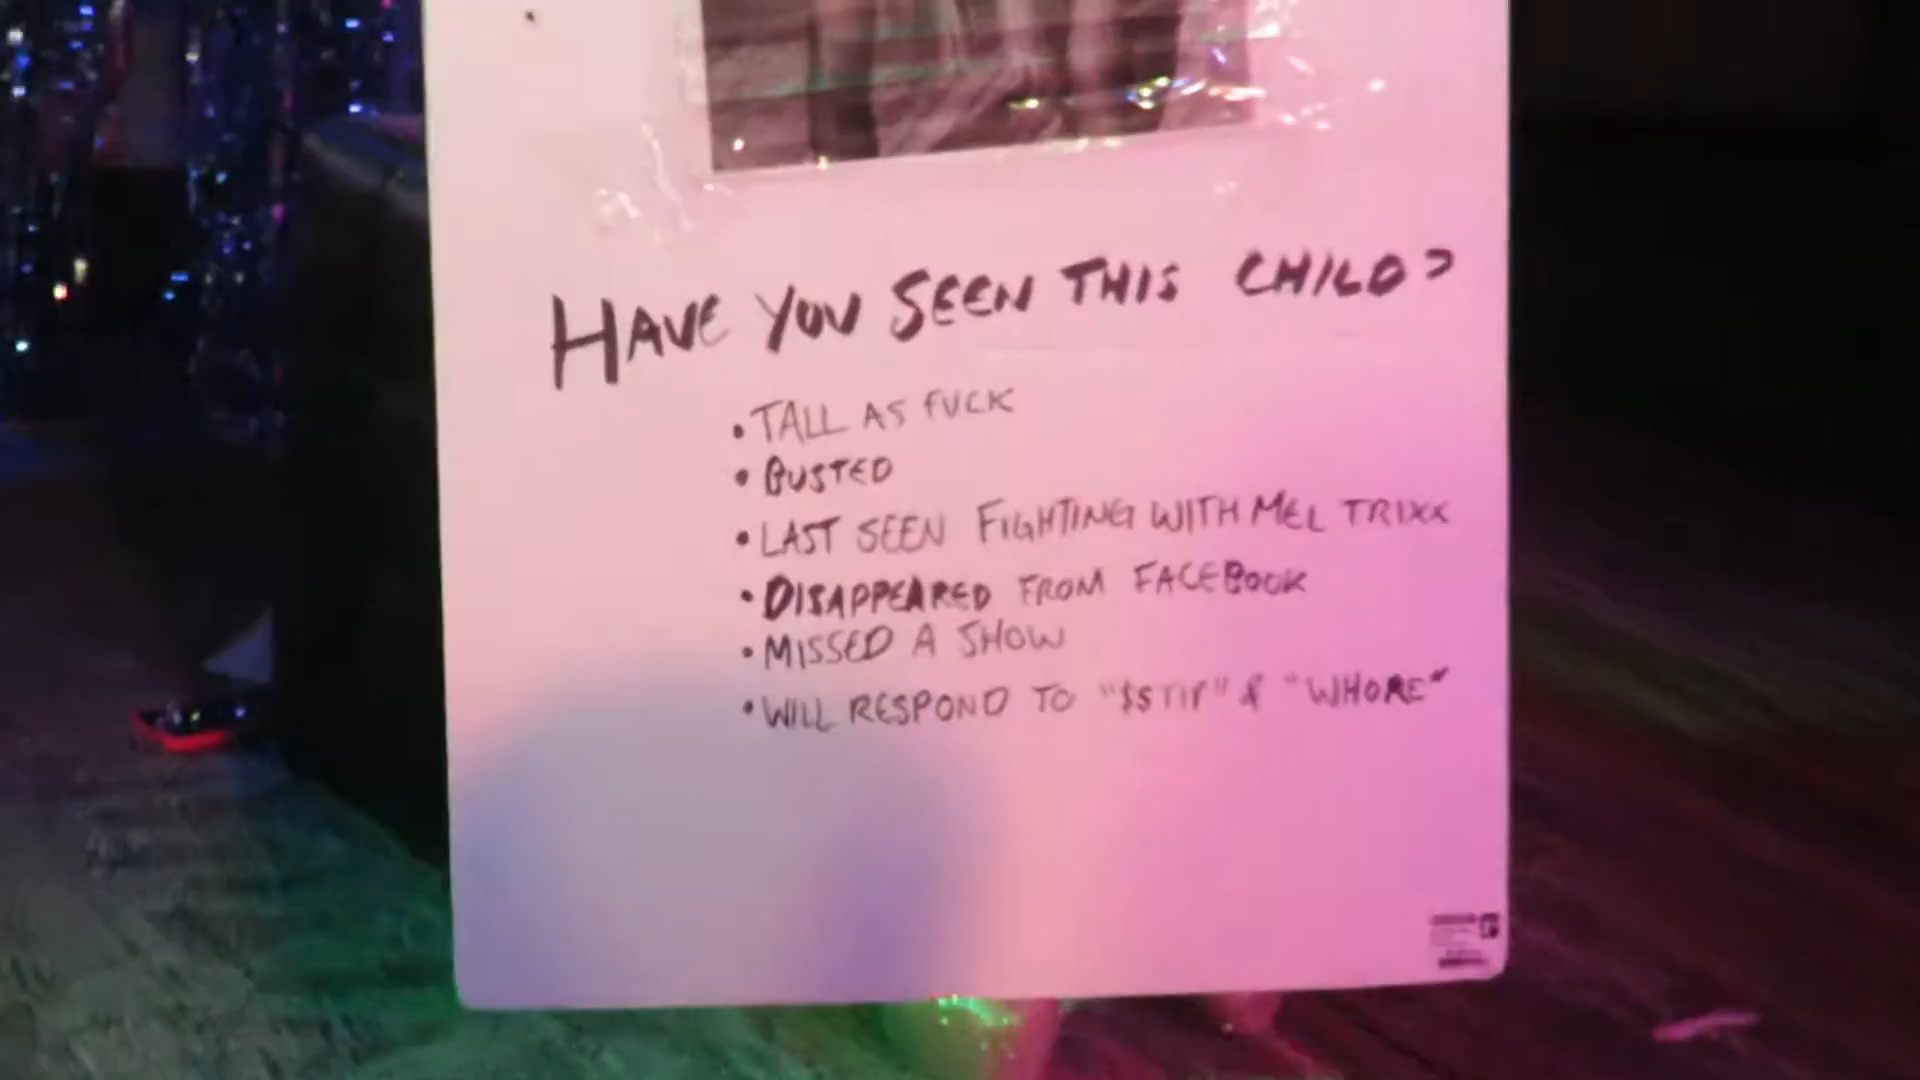 HAVE YOU SEEN THIS CHILD?
• TALL AS FUCK
• BUSTED
• LAST SEEN FIGHTING WITH MEL TRIXX
• DISAPPEARED FROM FACEBOOK
• MISSED A SHOW
• WILL RESPOND TO "$$TIP" & "WHORE"